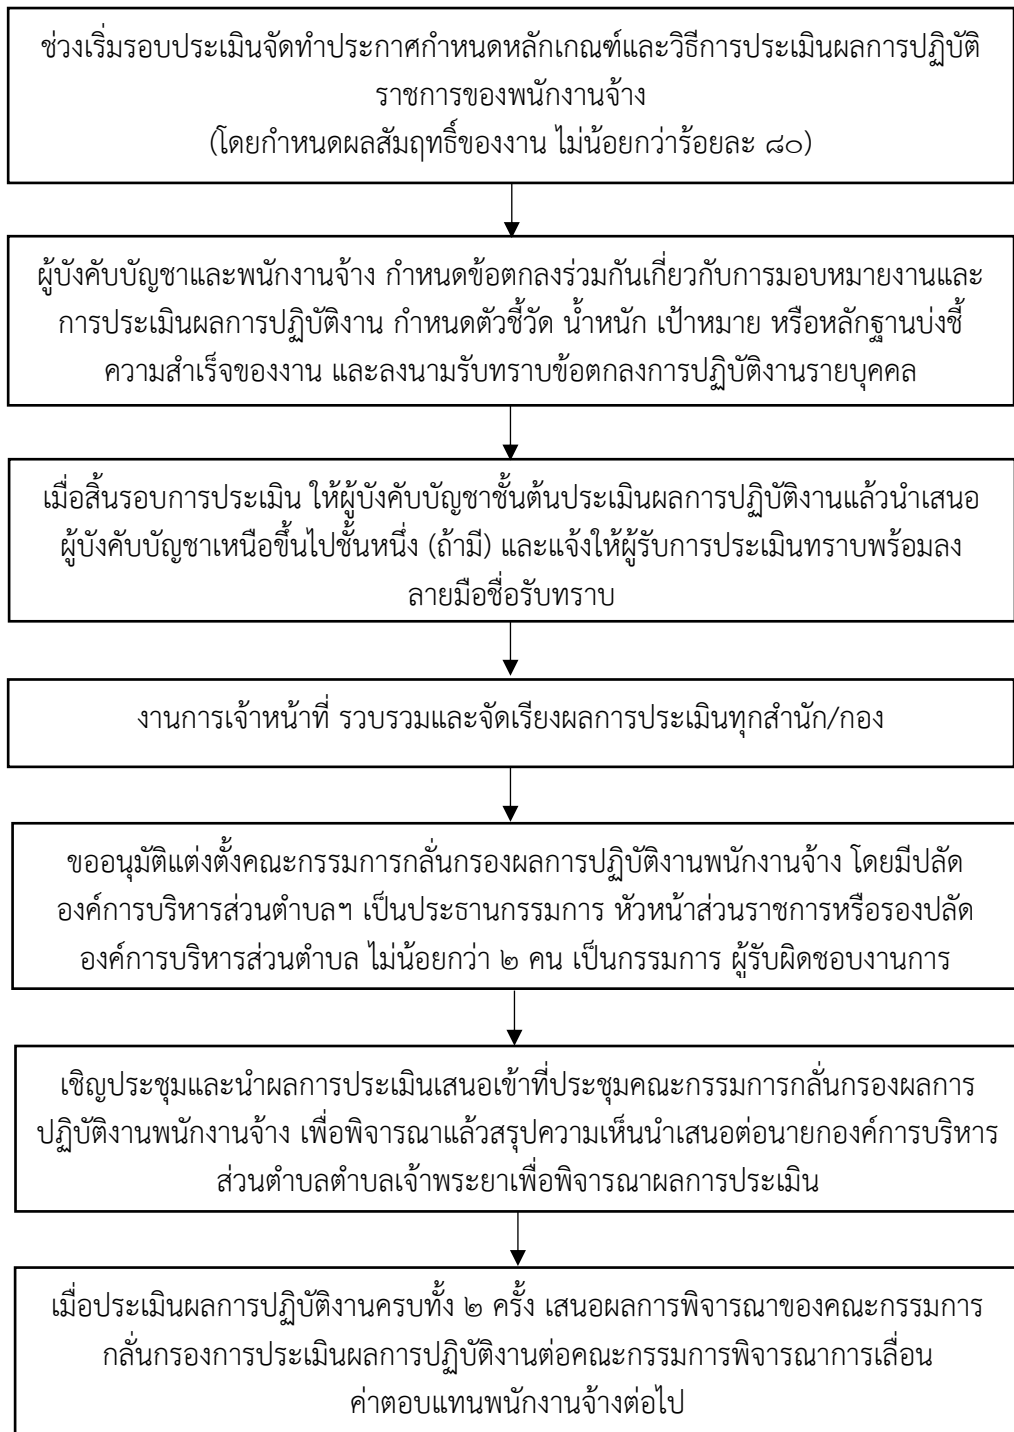 ช่วงเริ่มรอบประเมินจัดทำประกาศกำหนดหลักเกณฑ์และวิธีการประเมินผลการปฏิบัติ
ราชการของพนักงานจ้าง
(โดยกำหนดผลสัมฤทธิ์ของงาน ไม่น้อยกว่าร้อยละ ๘๐)
ผู้บังคับบัญชาและพนักงานจ้าง กำหนดข้อตกลงร่วมกันเกี่ยวกับการมอบหมายงานและ
การประเมินผลการปฏิบัติงาน กำหนดตัวชี้วัด น้ำหนัก เป้าหมาย หรือหลักฐานบ่งชี้
ความสำเร็จของงาน และลงนามรับทราบข้อตกลงการปฏิบัติงานรายบุคคล
เมื่อสิ้นรอบการประเมิน ให้ผู้บังคับบัญชาชั้นต้นประเมินผลการปฏิบัติงานแล้วนำเสนอ
ผู้บังคับบัญชาเหนือขึ้นไปชั้นหนึ่ง (ถ้ามี) และแจ้งให้ผู้รับการประเมินทราบพร้อมลง
ลายมือชื่อรับทราบ
งานการเจ้าหน้าที่ รวบรวมและจัดเรียงผลการประเมินทุกสำนัก/กอง
ขออนุมัติแต่งตั้งคณะกรรมการกลั่นกรองผลการปฏิบัติงานพนักงานจ้าง โดยมีปลัด
องค์การบริหารส่วนตำบลฯ เป็นประธานกรรมการ หัวหน้าส่วนราชการหรือรองปลัด
องค์การบริหารส่วนตำบล ไม่น้อยกว่า ๒ คน เป็นกรรมการ ผู้รับผิดชอบงานการ
เชิญประชุมและนำผลการประเมินเสนอเข้าที่ประชุมคณะกรรมการกลั่นกรองผลการ
ปฏิบัติงานพนักงานจ้าง เพื่อพิจารณาแล้วสรุปความเห็นนำเสนอต่อนายกองค์การบริหาร
ส่วนตำบลตำบลเจ้าพระยาเพื่อพิจารณาผลการประเมิน
เมื่อประเมินผลการปฏิบัติงานครบทั้ง ๒ ครั้ง เสนอผลการพิจารณาของคณะกรรมการ
กลั่นกรองการประเมินผลการปฏิบัติงานต่อคณะกรรมการพิจารณาการเลื่อน
ค่าตอบแทนพนักงานจ้างต่อไป